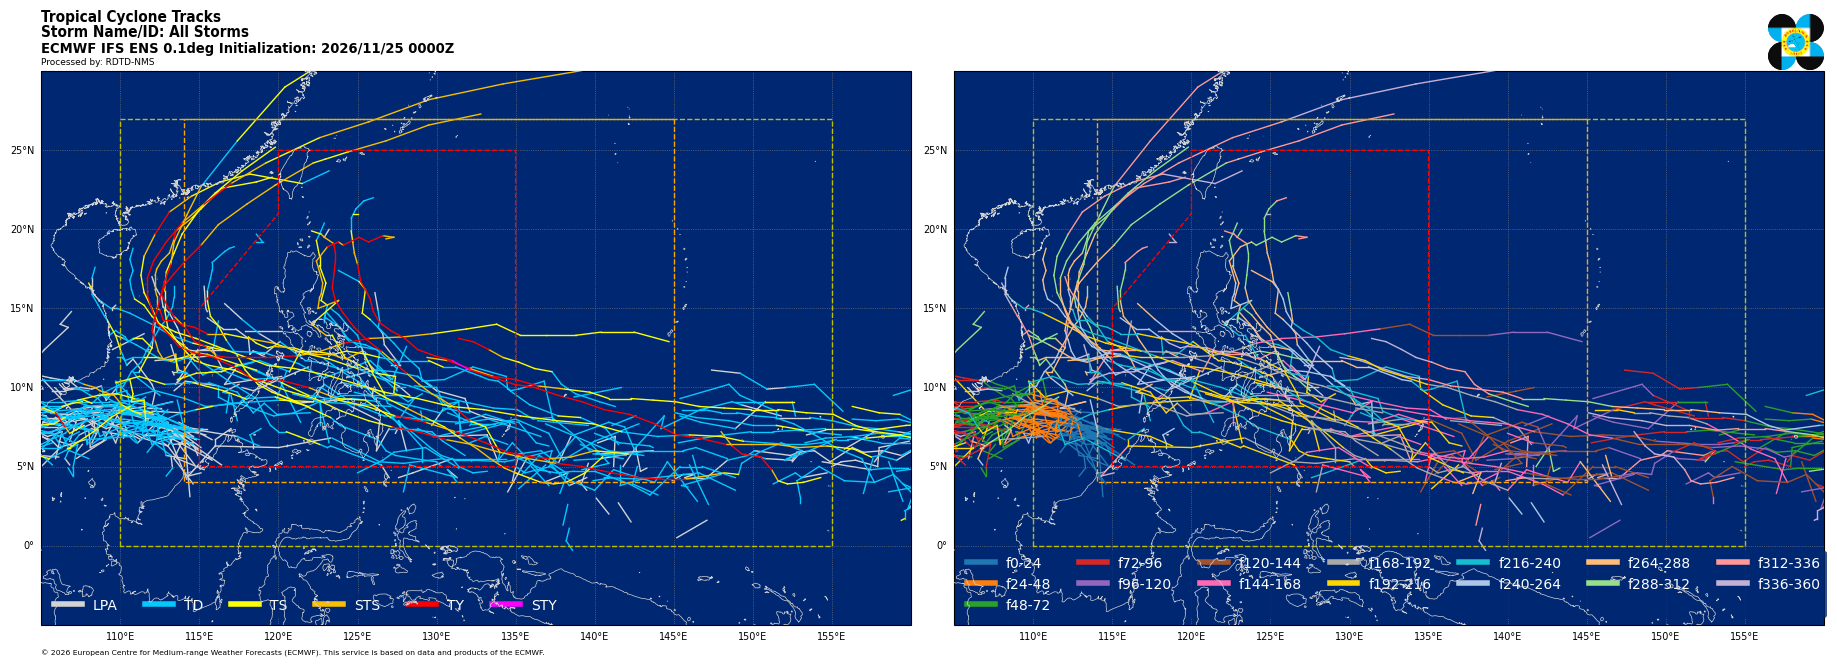 Tropical Cyclone Tracks
Storm Name/ID: All Storms
ECMWF IFS ENS 0.1deg Initialization: 2026/11/25 0000Z
Processed by: RDTD-NMS
25°N
20°N
15°N
10°N
5°N
0°
LPA TD TS STS TY STY
110°E 115°E 120°E 125°E 130°E 135°E 140°E 145°E 150°E 155°E
25°N
20°N
15°N
10°N
5°N
0°
f0-24 f72-96 f120-144 f168-192 f216-240 f264-288 f312-336
f24-48 f96-120 f144-168 f192-216 f240-264 f288-312 f336-360
f48-72
110°E 115°E 120°E 125°E 130°E 135°E 140°E 145°E 150°E 155°E
© 2026 European Centre for Medium-range Weather Forecasts (ECMWF). This service is based on data and products of the ECMWF.